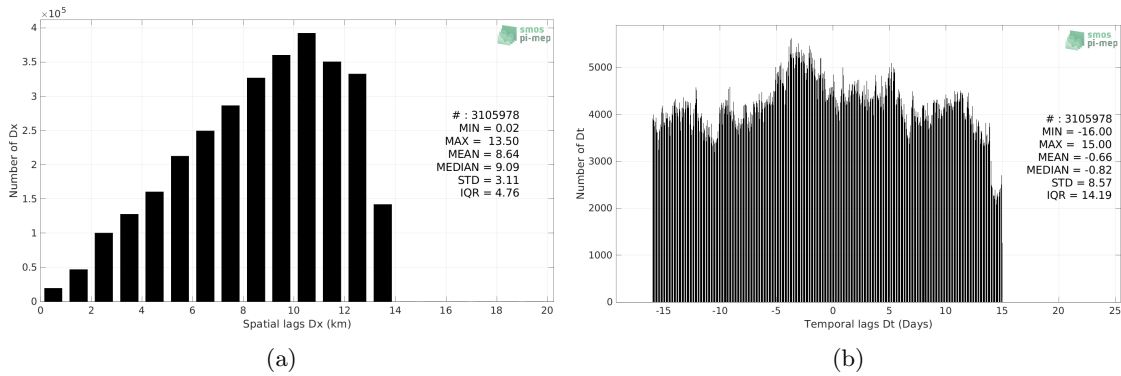 ×10⁵
4
3.5
3
2.5
2
1.5
1
0.5
0
Number of Dx
smos
pi-mep
# : 3105978
MIN = 0.02
MAX = 13.50
MEAN = 8.64
MEDIAN = 9.09
STD = 3.11
IQR = 4.76
0 2 4 6 8 10 12 14 16 18 20
Spatial lags Dx (km)
(a)
5000
4000
3000
2000
1000
0
Number of Dt
smos
pi-mep
# : 3105978
MIN = -16.00
MAX = 15.00
MEAN = -0.66
MEDIAN = -0.82
STD = 8.57
IQR = 14.19
-15 -10 -5 0 5 10 15 20 25
Temporal lags Dt (Days)
(b)